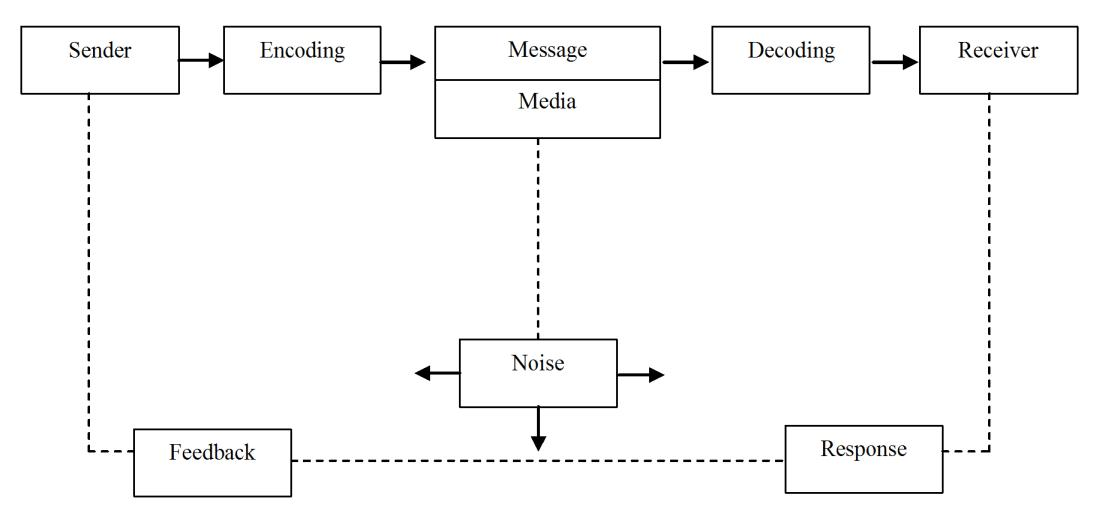 Sender
Encoding
Message
Decoding
Receiver
Media
Noise
Feedback
Response